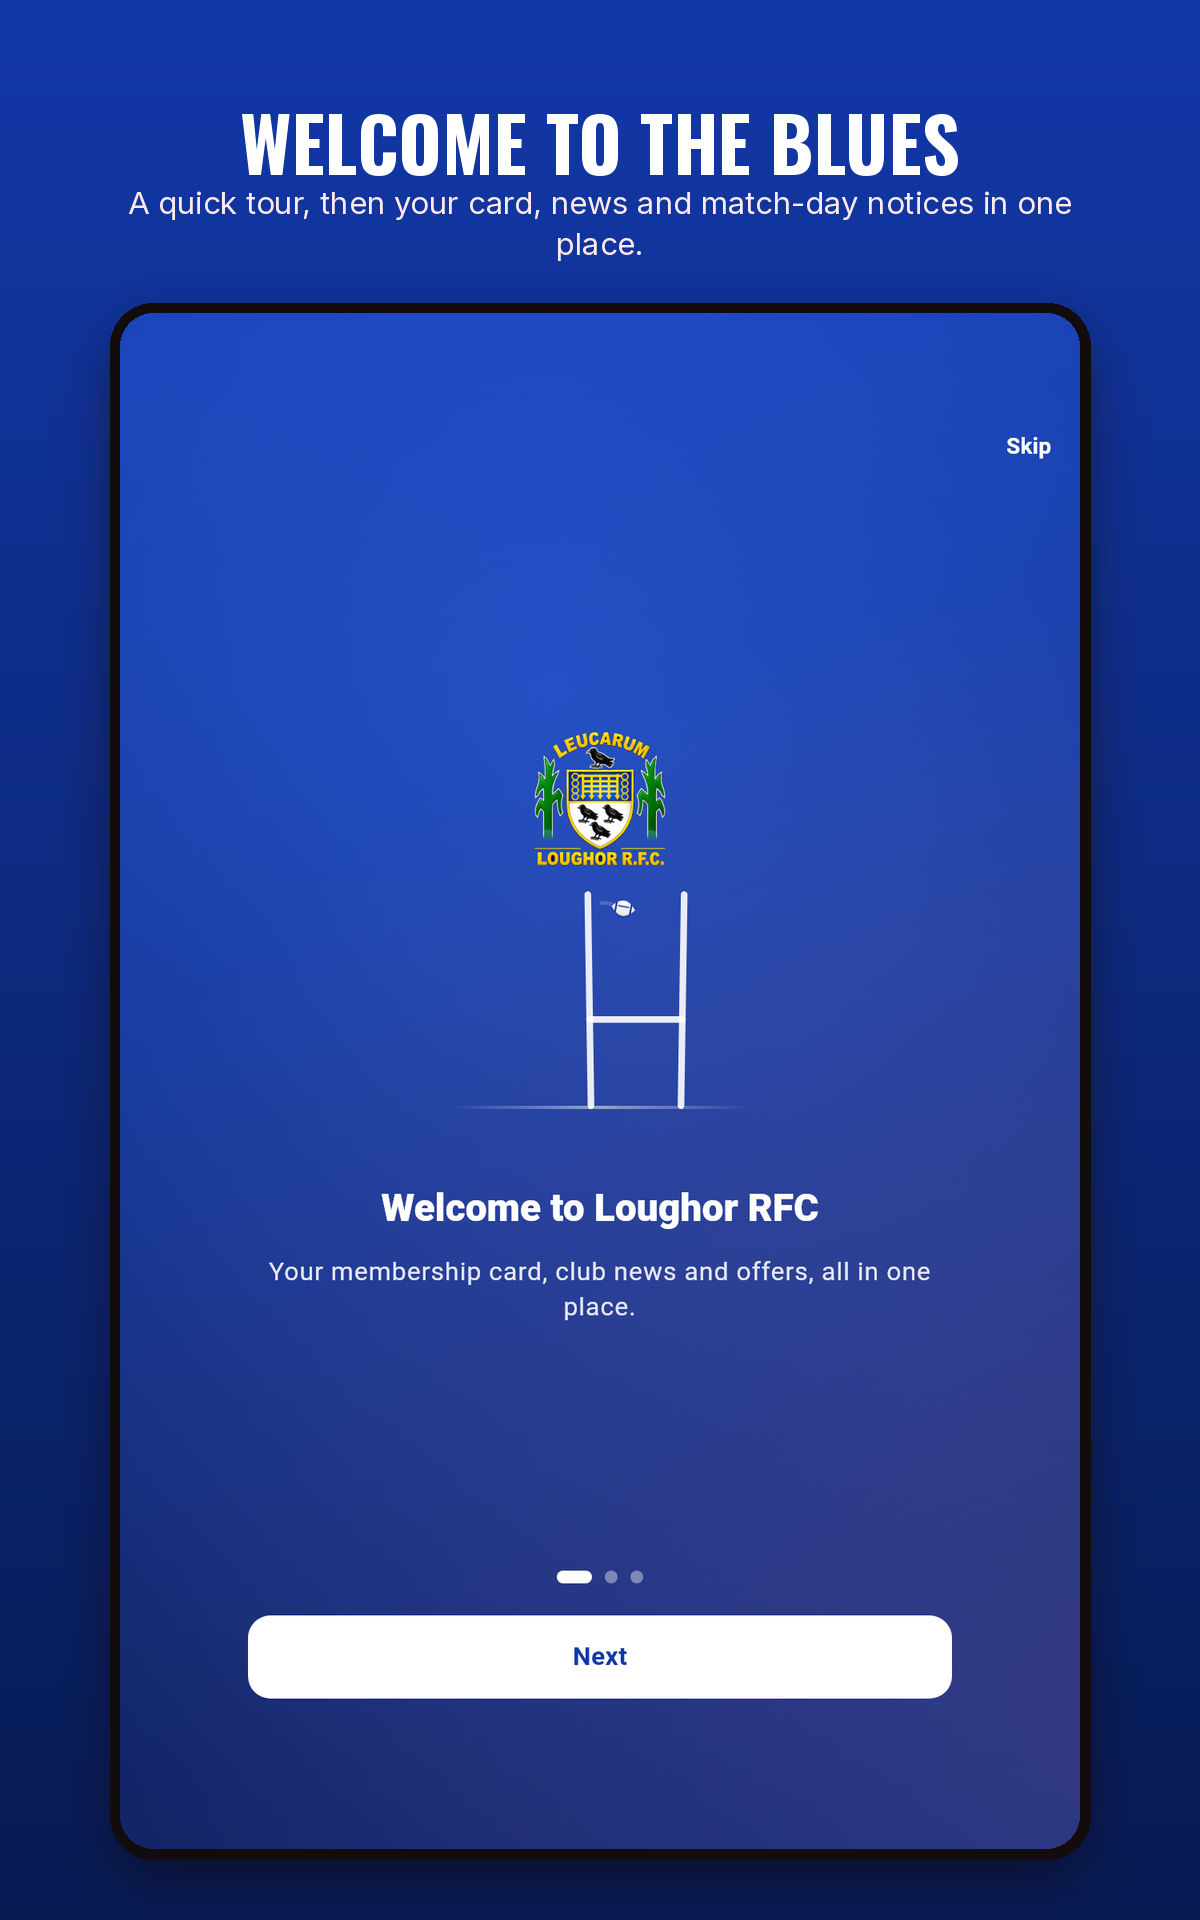 WELCOME TO THE BLUES
A quick tour, then your card, news and match-day notices in one
place.
Skip
LEUCARUM
LOUGHOR R.F.C.
Welcome to Loughor RFC
Your membership card, club news and offers, all in one
place.
Next